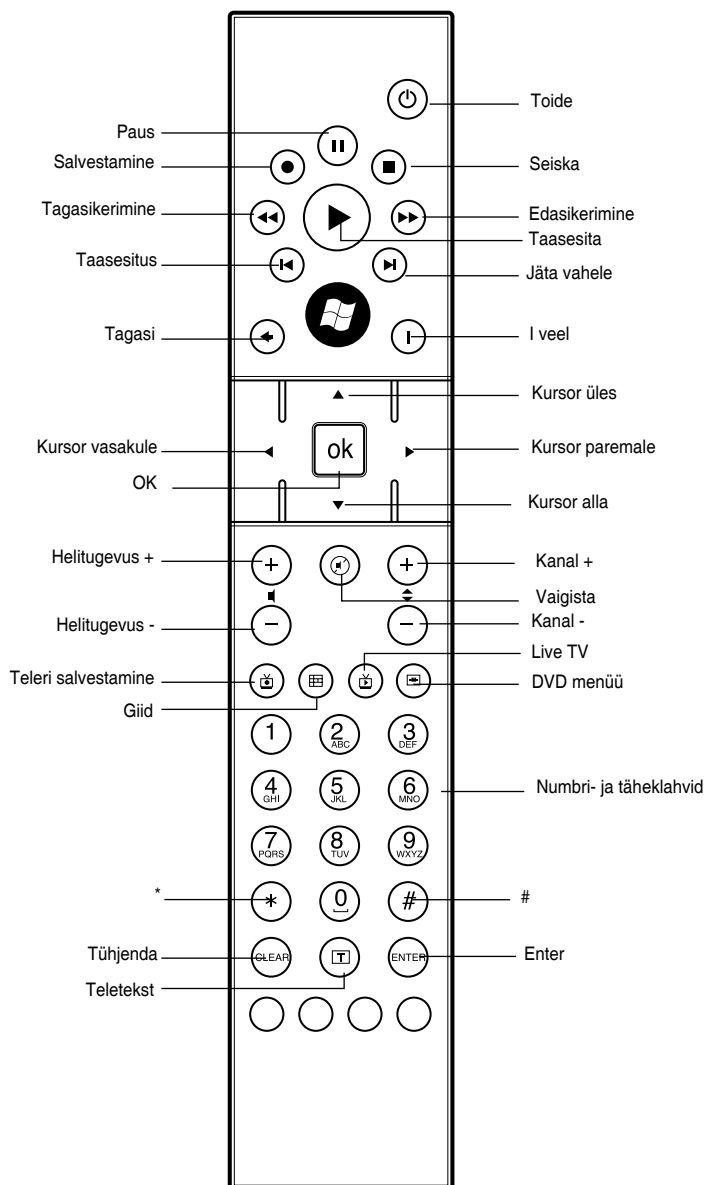 Toide
Paus
Salvestamine
Seiska
Tagasikerimine
Edasikerimine
Taasesita
Taasesitus
Jäta vahele
Tagasi
I veel
Kursor üles
Kursor vasakule
ok
Kursor paremale
OK
Kursor alla
Helitugevus +
Kanal +
Vaigista
Helitugevus -
Kanal -
Live TV
Teleri salvestamine
DVD menüü
Giid
1
2
ABC
3
DEF
4
GHI
5
JKL
6
MNO
Numbri- ja täheklahvid
7
PQRS
8
TUV
9
WXYZ
*
*
0
#
#
Tühjenda
CLEAR
T
ENTER
Enter
Teletekst